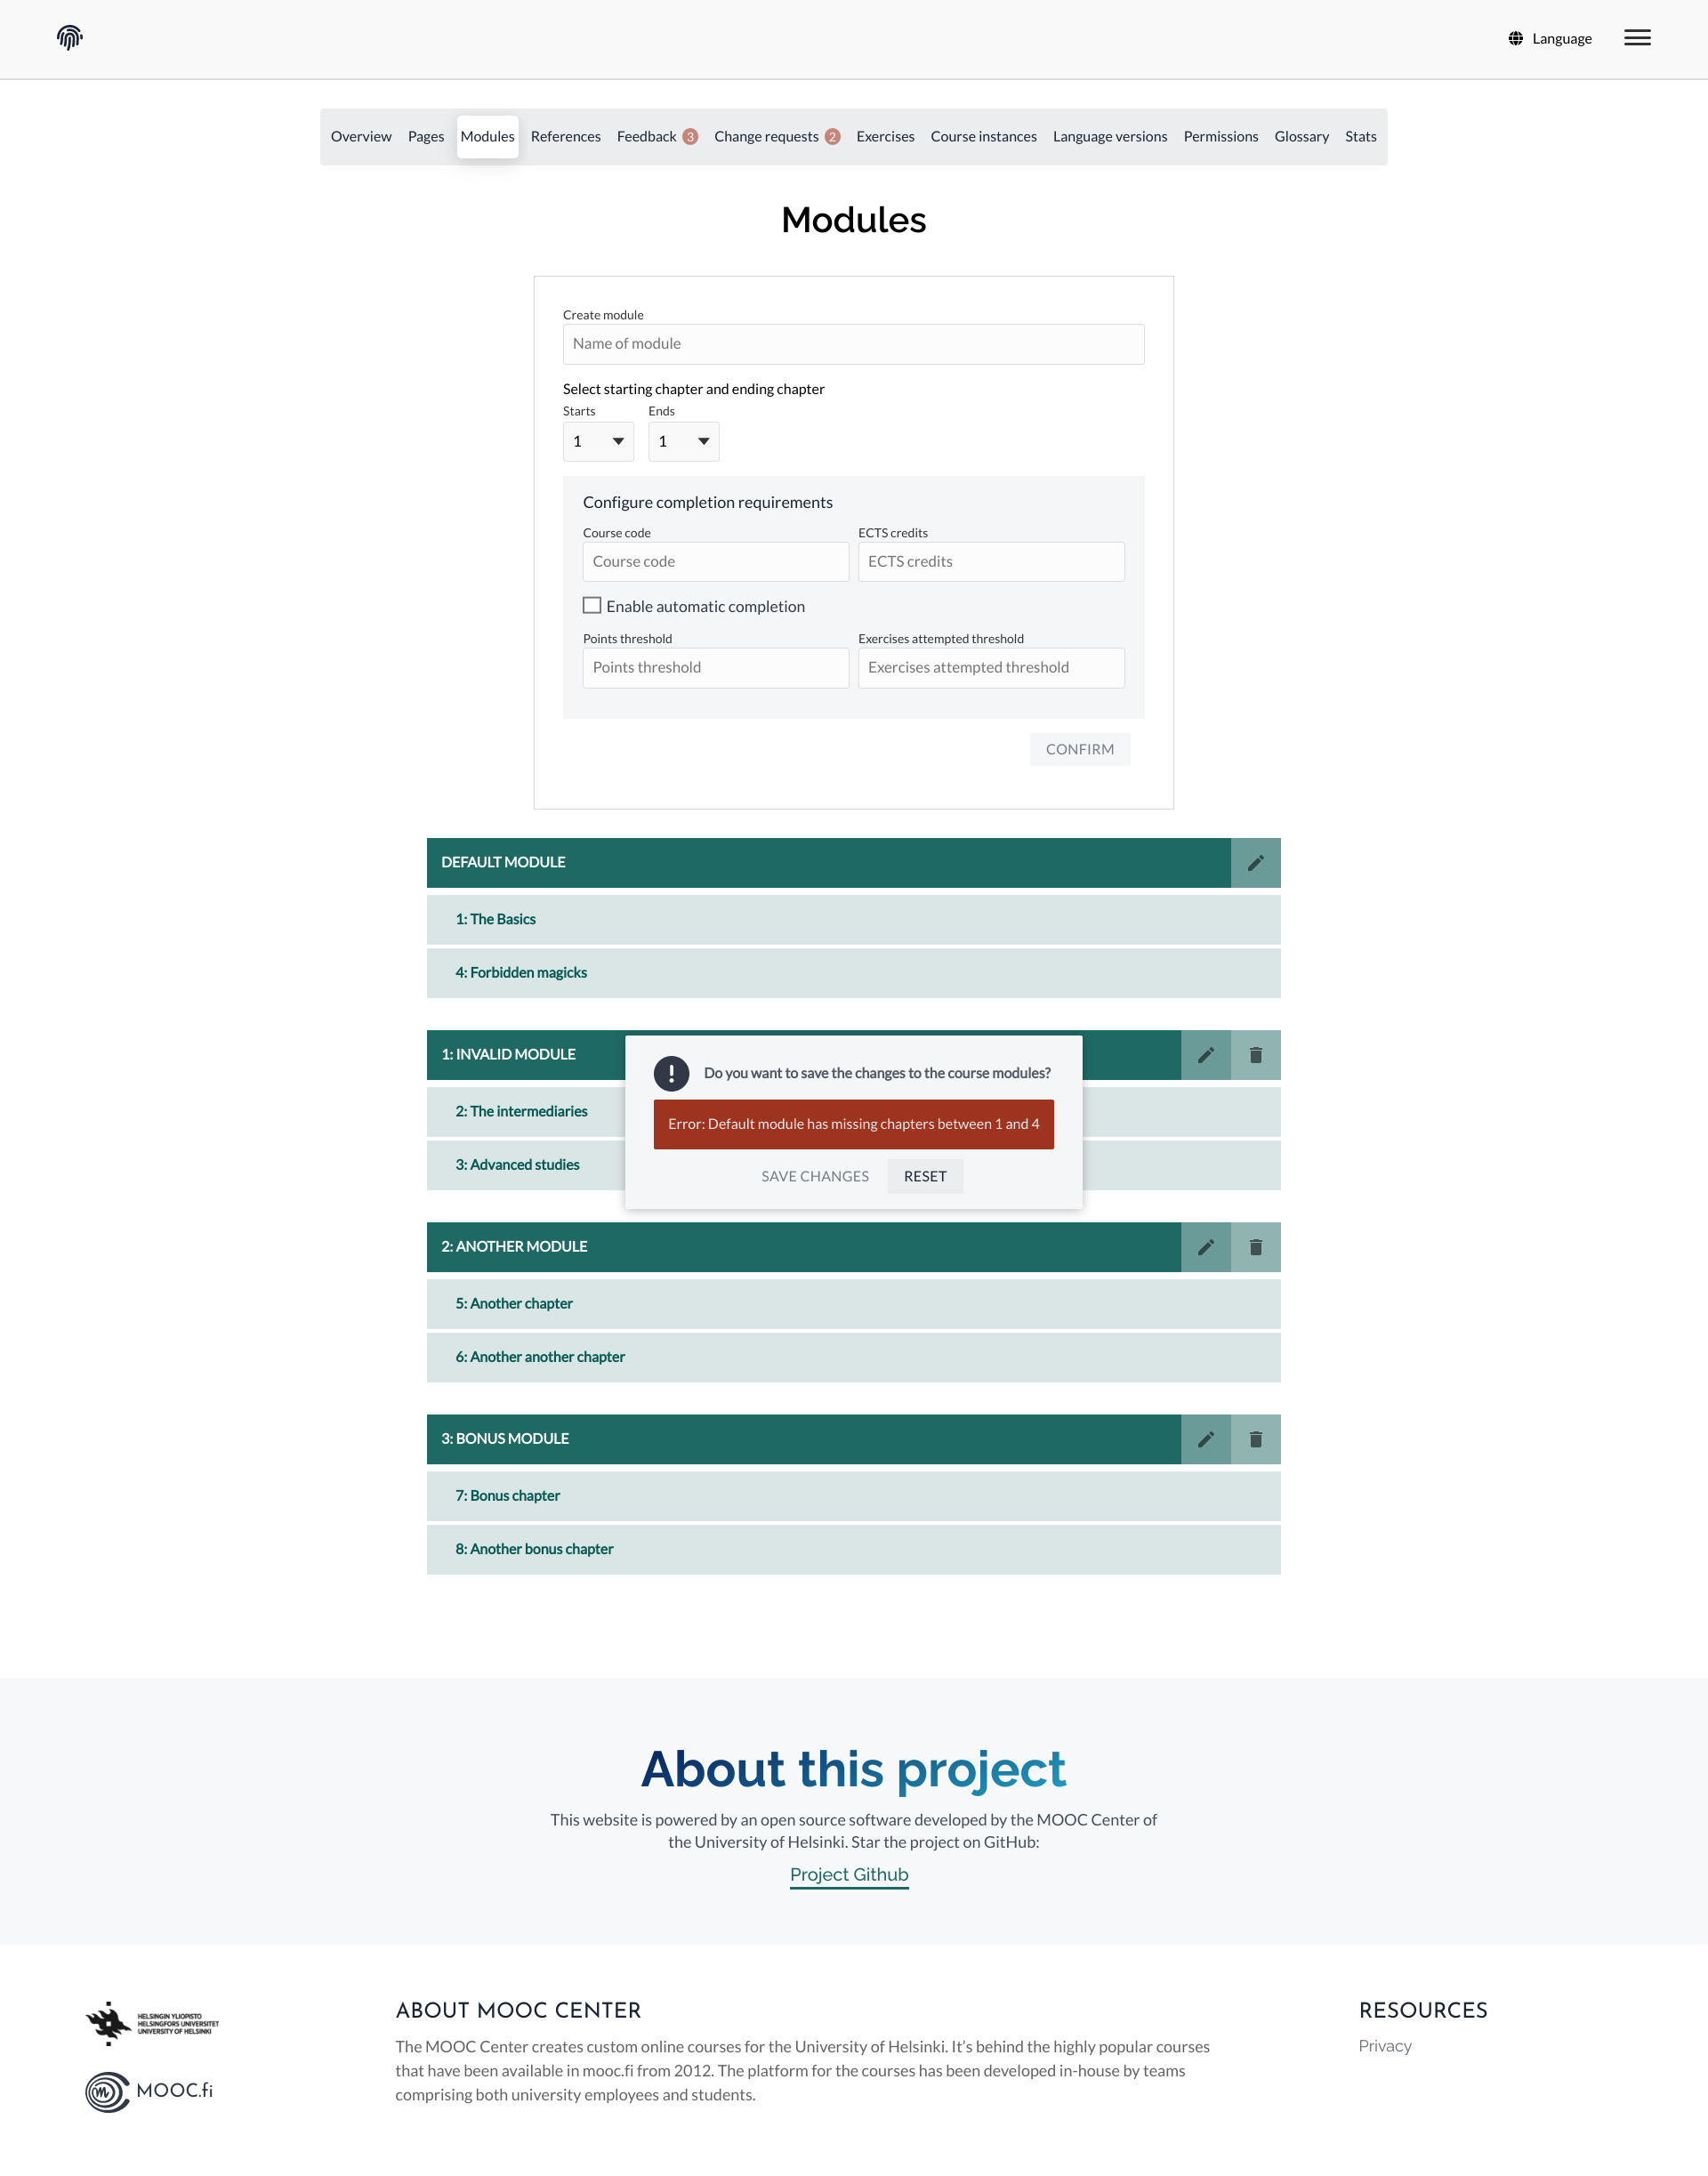 Language
Overview Pages Modules References Feedback 3 Change requests 2 Exercises Course instances Language versions Permissions Glossary Stats
Modules
Create module
Name of module
Select starting chapter and ending chapter
Starts Ends
1 1
Configure completion requirements
Course code ECTS credits
Course code ECTS credits
Enable automatic completion
Points threshold Exercises attempted threshold
Points threshold Exercises attempted threshold
CONFIRM
DEFAULT MODULE
1: The Basics
4: Forbidden magicks
1: INVALID MODULE
2: The intermediaries
3: Advanced studies
Do you want to save the changes to the course modules?
Error: Default module has missing chapters between 1 and 4
SAVE CHANGES RESET
2: ANOTHER MODULE
5: Another chapter
6: Another another chapter
3: BONUS MODULE
7: Bonus chapter
8: Another bonus chapter
About this project
This website is powered by an open source software developed by the MOOC Center of
the University of Helsinki. Star the project on GitHub:
Project Github
HELSINGIN YLIOPISTO
HELSINGFORS UNIVERSITET
UNIVERSITY OF HELSINKI
MOOC.fi
ABOUT MOOC CENTER
The MOOC Center creates custom online courses for the University of Helsinki. It’s behind the highly popular courses
that have been available in mooc.fi from 2012. The platform for the courses has been developed in-house by teams
comprising both university employees and students.
RESOURCES
Privacy